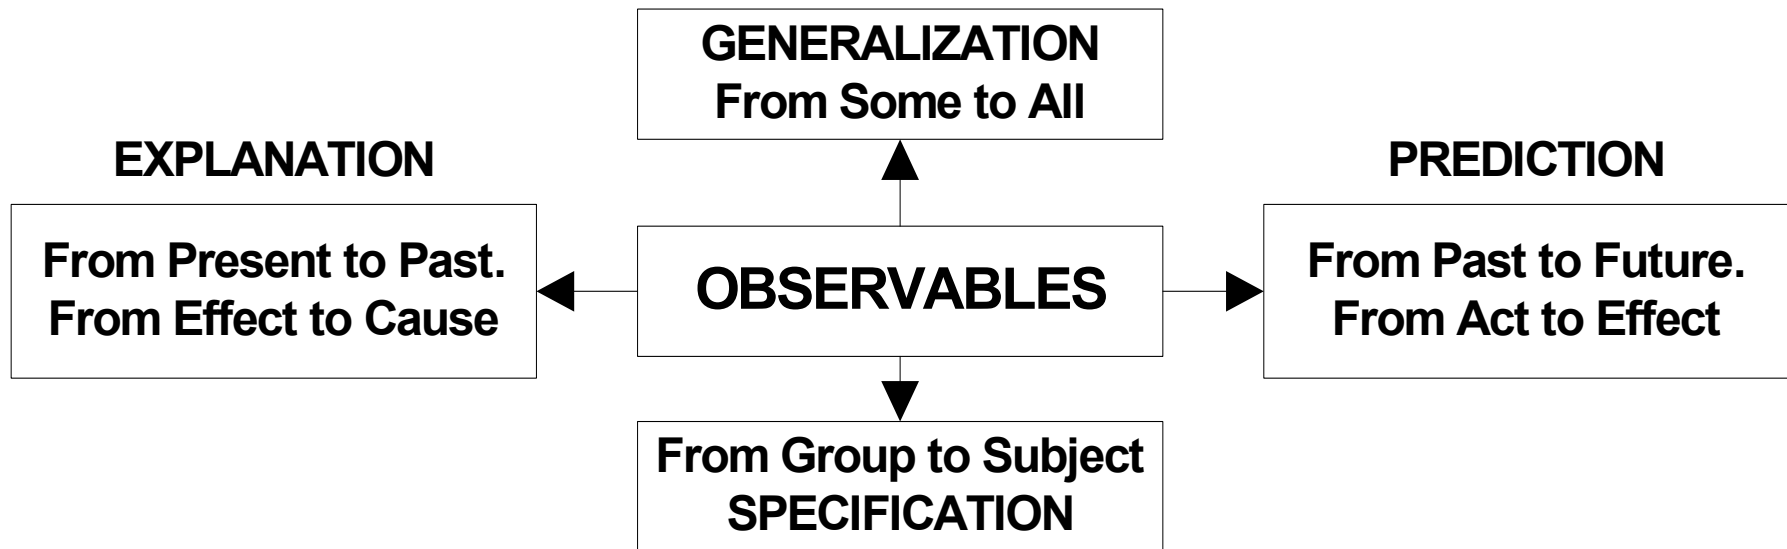 GENERALIZATION
From Some to All
EXPLANATION
PREDICTION
From Present to Past.
From Effect to Cause
OBSERVABLES
From Past to Future.
From Act to Effect
From Group to Subject
SPECIFICATION